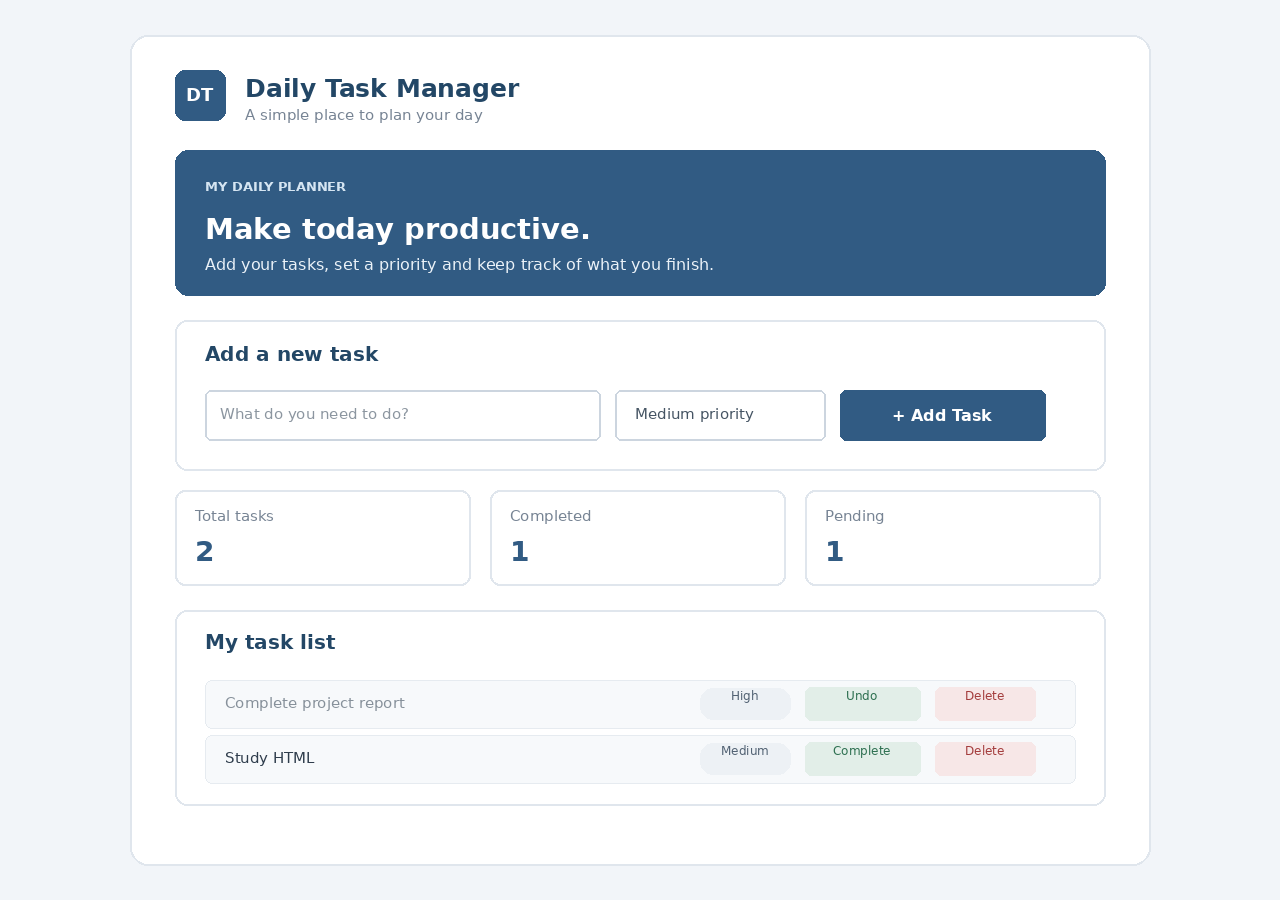 DT
Daily Task Manager
A simple place to plan your day
MY DAILY PLANNER
Make today productive.
Add your tasks, set a priority and keep track of what you finish.
Add a new task
What do you need to do?
Medium priority
+ Add Task
Total tasks
2
Completed
1
Pending
1
My task list
Complete project report
High
Undo
Delete
Study HTML
Medium
Complete
Delete